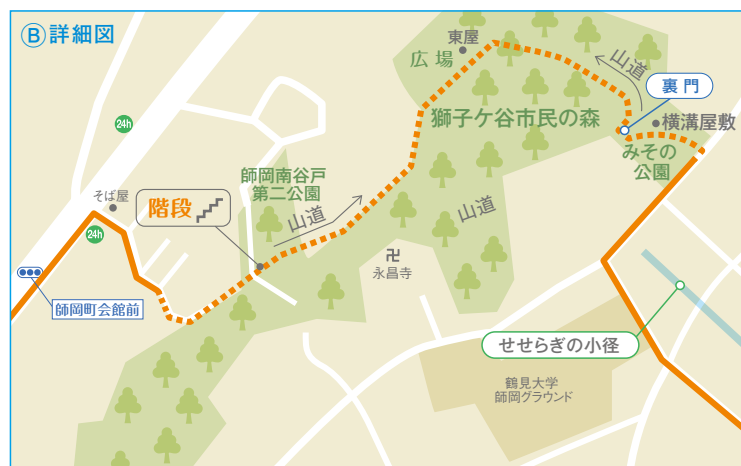 Ⓑ詳細図
24h
そば屋
24h
師岡町会館前
階段
師岡南谷戸
第二公園
山道
広場
東屋
獅子ケ谷市民の森
山道
山道
裏門
横溝屋敷
みその
公園
卍
永昌寺
せせらぎの小径
鶴見大学
師岡グラウンド